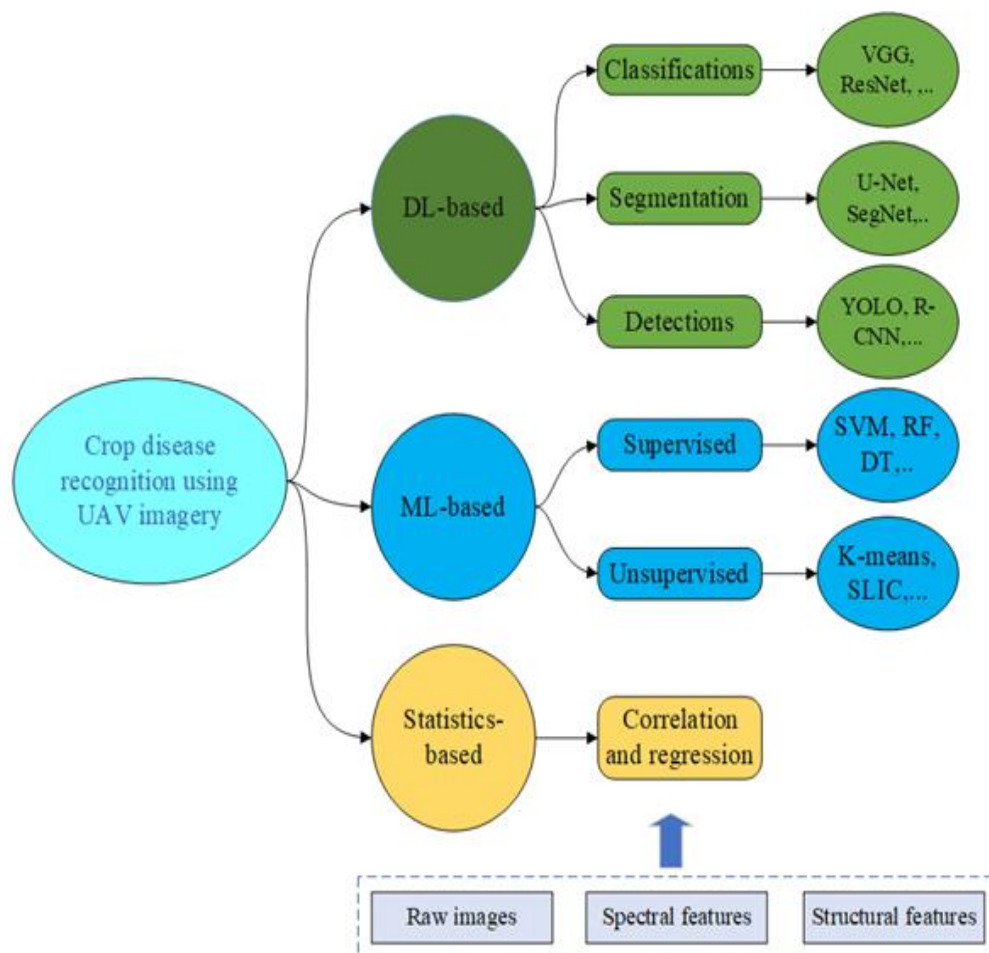 Crop disease
recognition using
UAV imagery
DL-based
Classifications
VGG,
ResNet, ,..
Segmentation
U-Net,
SegNet,..
Detections
YOLO, R-
CNN,...
ML-based
Supervised
SVM, RF,
DT,..
Unsupervised
K-means,
SLIC,...
Statistics-
based
Correlation
and regression
Raw images
Spectral features
Structural features